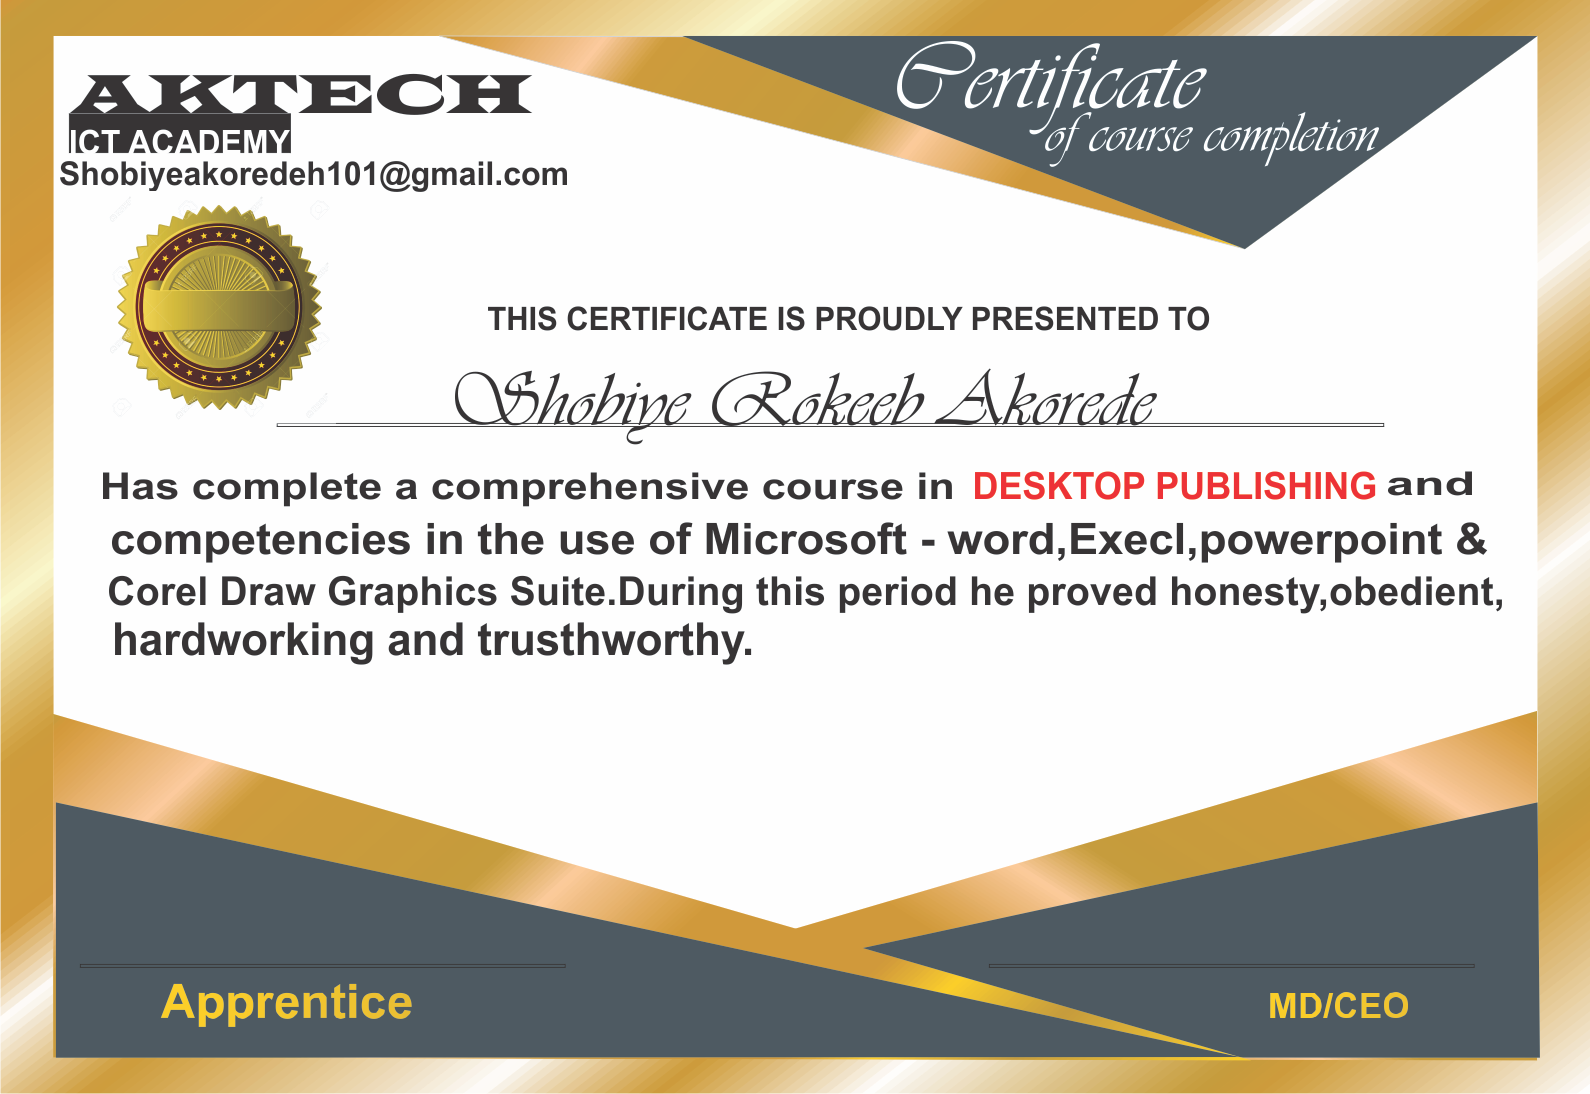 AKTECH
ICT ACADEMY
Shobiyeakoredeh101@gmail.com
Certificate
of course completion
THIS CERTIFICATE IS PROUDLY PRESENTED TO
Shobiye Rokeeb Akorede
Has complete a comprehensive course in DESKTOP PUBLISHING and
competencies in the use of Microsoft - word,Execl,powerpoint &
Corel Draw Graphics Suite.During this period he proved honesty,obedient,
hardworking and trusthworthy.
Apprentice
MD/CEO